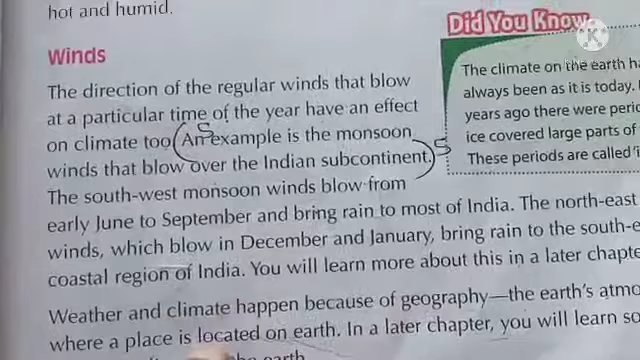 hot and humid.
Winds
The direction of the regular winds that blow
at a particular time of the year have an effect
on climate too. (An example is the monsoon
winds that blow over the Indian subcontinent.)
The south-west monsoon winds blow from
early June to September and bring rain to most of India. The north-east
winds, which blow in December and January, bring rain to the south-e
coastal region of India. You will learn more about this in a later chapte
Weather and climate happen because of geography—the earth's atmo
where a place is located on earth. In a later chapter, you will learn so
earth
Did You Know
The climate on the earth ha
always been as it is today.
years ago there were perio
ice covered large parts of
These periods are called 'i
S
S
K